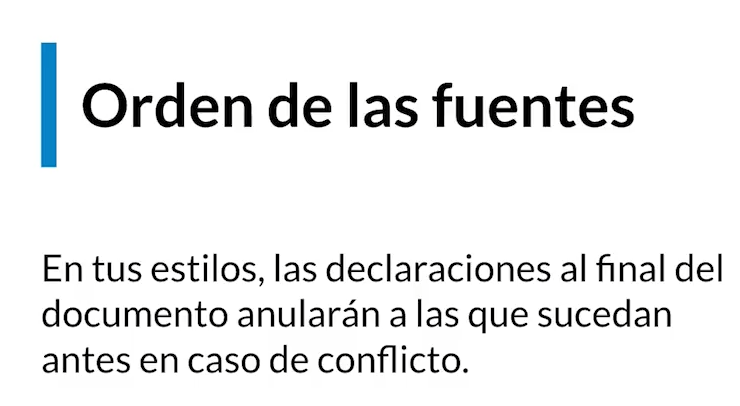 Orden de las fuentes
En tus estilos, las declaraciones al final del
documento anularán a las que sucedan
antes en caso de conflicto.